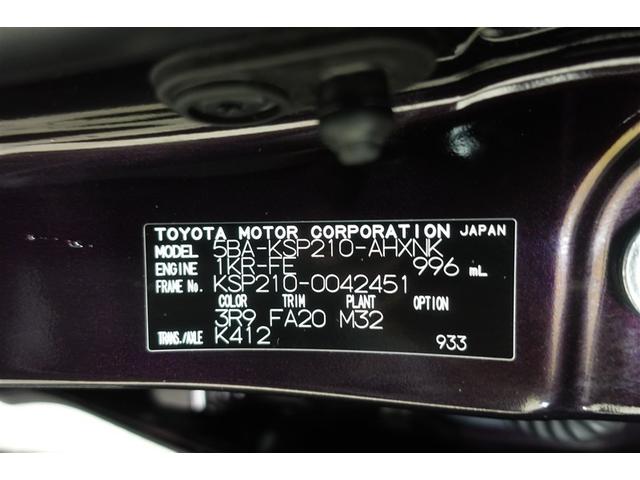 TOYOTA MOTOR CORPORATION JAPAN
MODEL 5BA-KSP210-AHXNK
ENGINE 1KR-FE 996 mL
FRAME No. KSP210-0042451
COLOR TRIM PLANT OPTION
3R9 FA20 M32
TRANS./AXLE K412 933